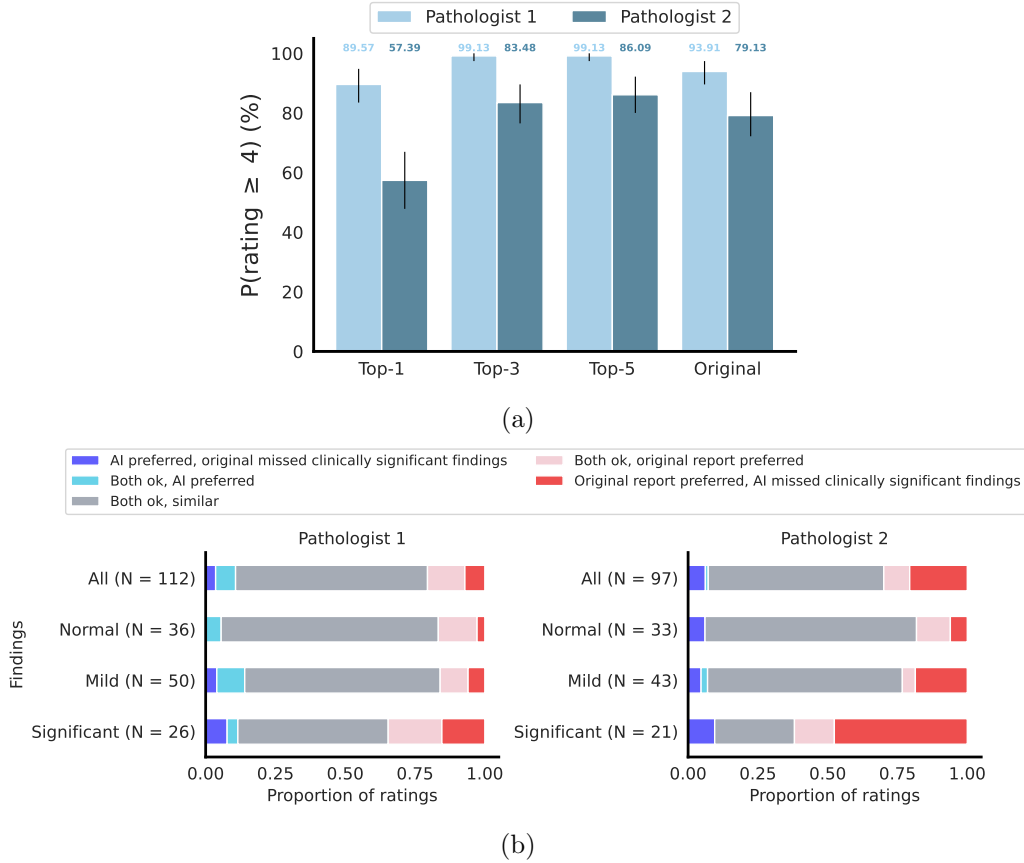 Pathologist 1 Pathologist 2
89.57 57.39 99.13 83.48 99.13 86.09 93.91 79.13
P(rating ≥ 4) (%)
100
80
60
40
20
0
Top-1 Top-3 Top-5 Original
(a)
AI preferred, original missed clinically significant findings
Both ok, AI preferred
Both ok, similar
Both ok, original report preferred
Original report preferred, AI missed clinically significant findings
Pathologist 1
Findings
All (N = 112)
Normal (N = 36)
Mild (N = 50)
Significant (N = 26)
0.00 0.25 0.50 0.75 1.00
Proportion of ratings
Pathologist 2
All (N = 97)
Normal (N = 33)
Mild (N = 43)
Significant (N = 21)
0.00 0.25 0.50 0.75 1.00
Proportion of ratings
(b)